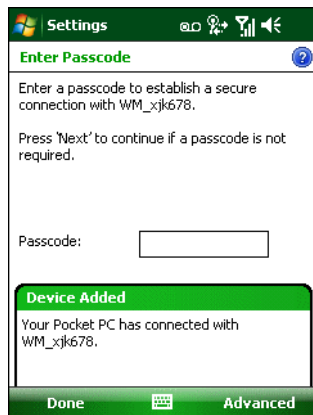 Settings
Enter Passcode
Enter a passcode to establish a secure
connection with WM_xjk678.
Press 'Next' to continue if a passcode is not
required.
Passcode:
Device Added
Your Pocket PC has connected with
WM_xjk678.
Done Advanced